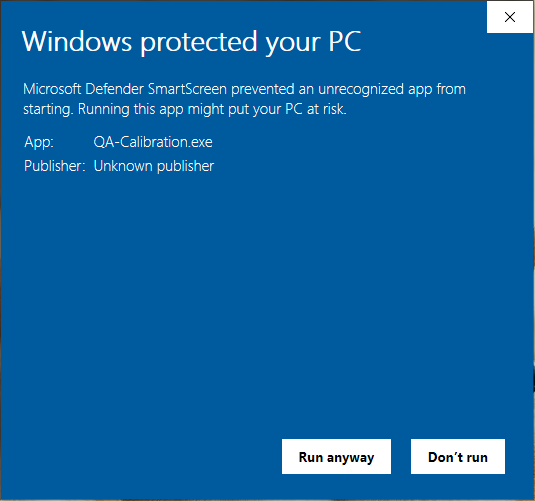 Windows protected your PC
Microsoft Defender SmartScreen prevented an unrecognized app from
starting. Running this app might put your PC at risk.
App: QA-Calibration.exe
Publisher: Unknown publisher
Run anyway Don't run